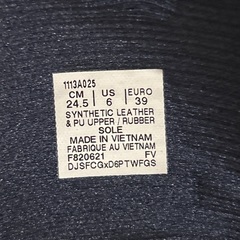 1113A025
CM US EURO
24.5 6 39
SYNTHETIC LEATHER
& PU UPPER / RUBBER
SOLE
MADE IN VIETNAM
FABRIQUE AU VIETNAM
F820621 FV
DJSFCGxD6PTWFGS